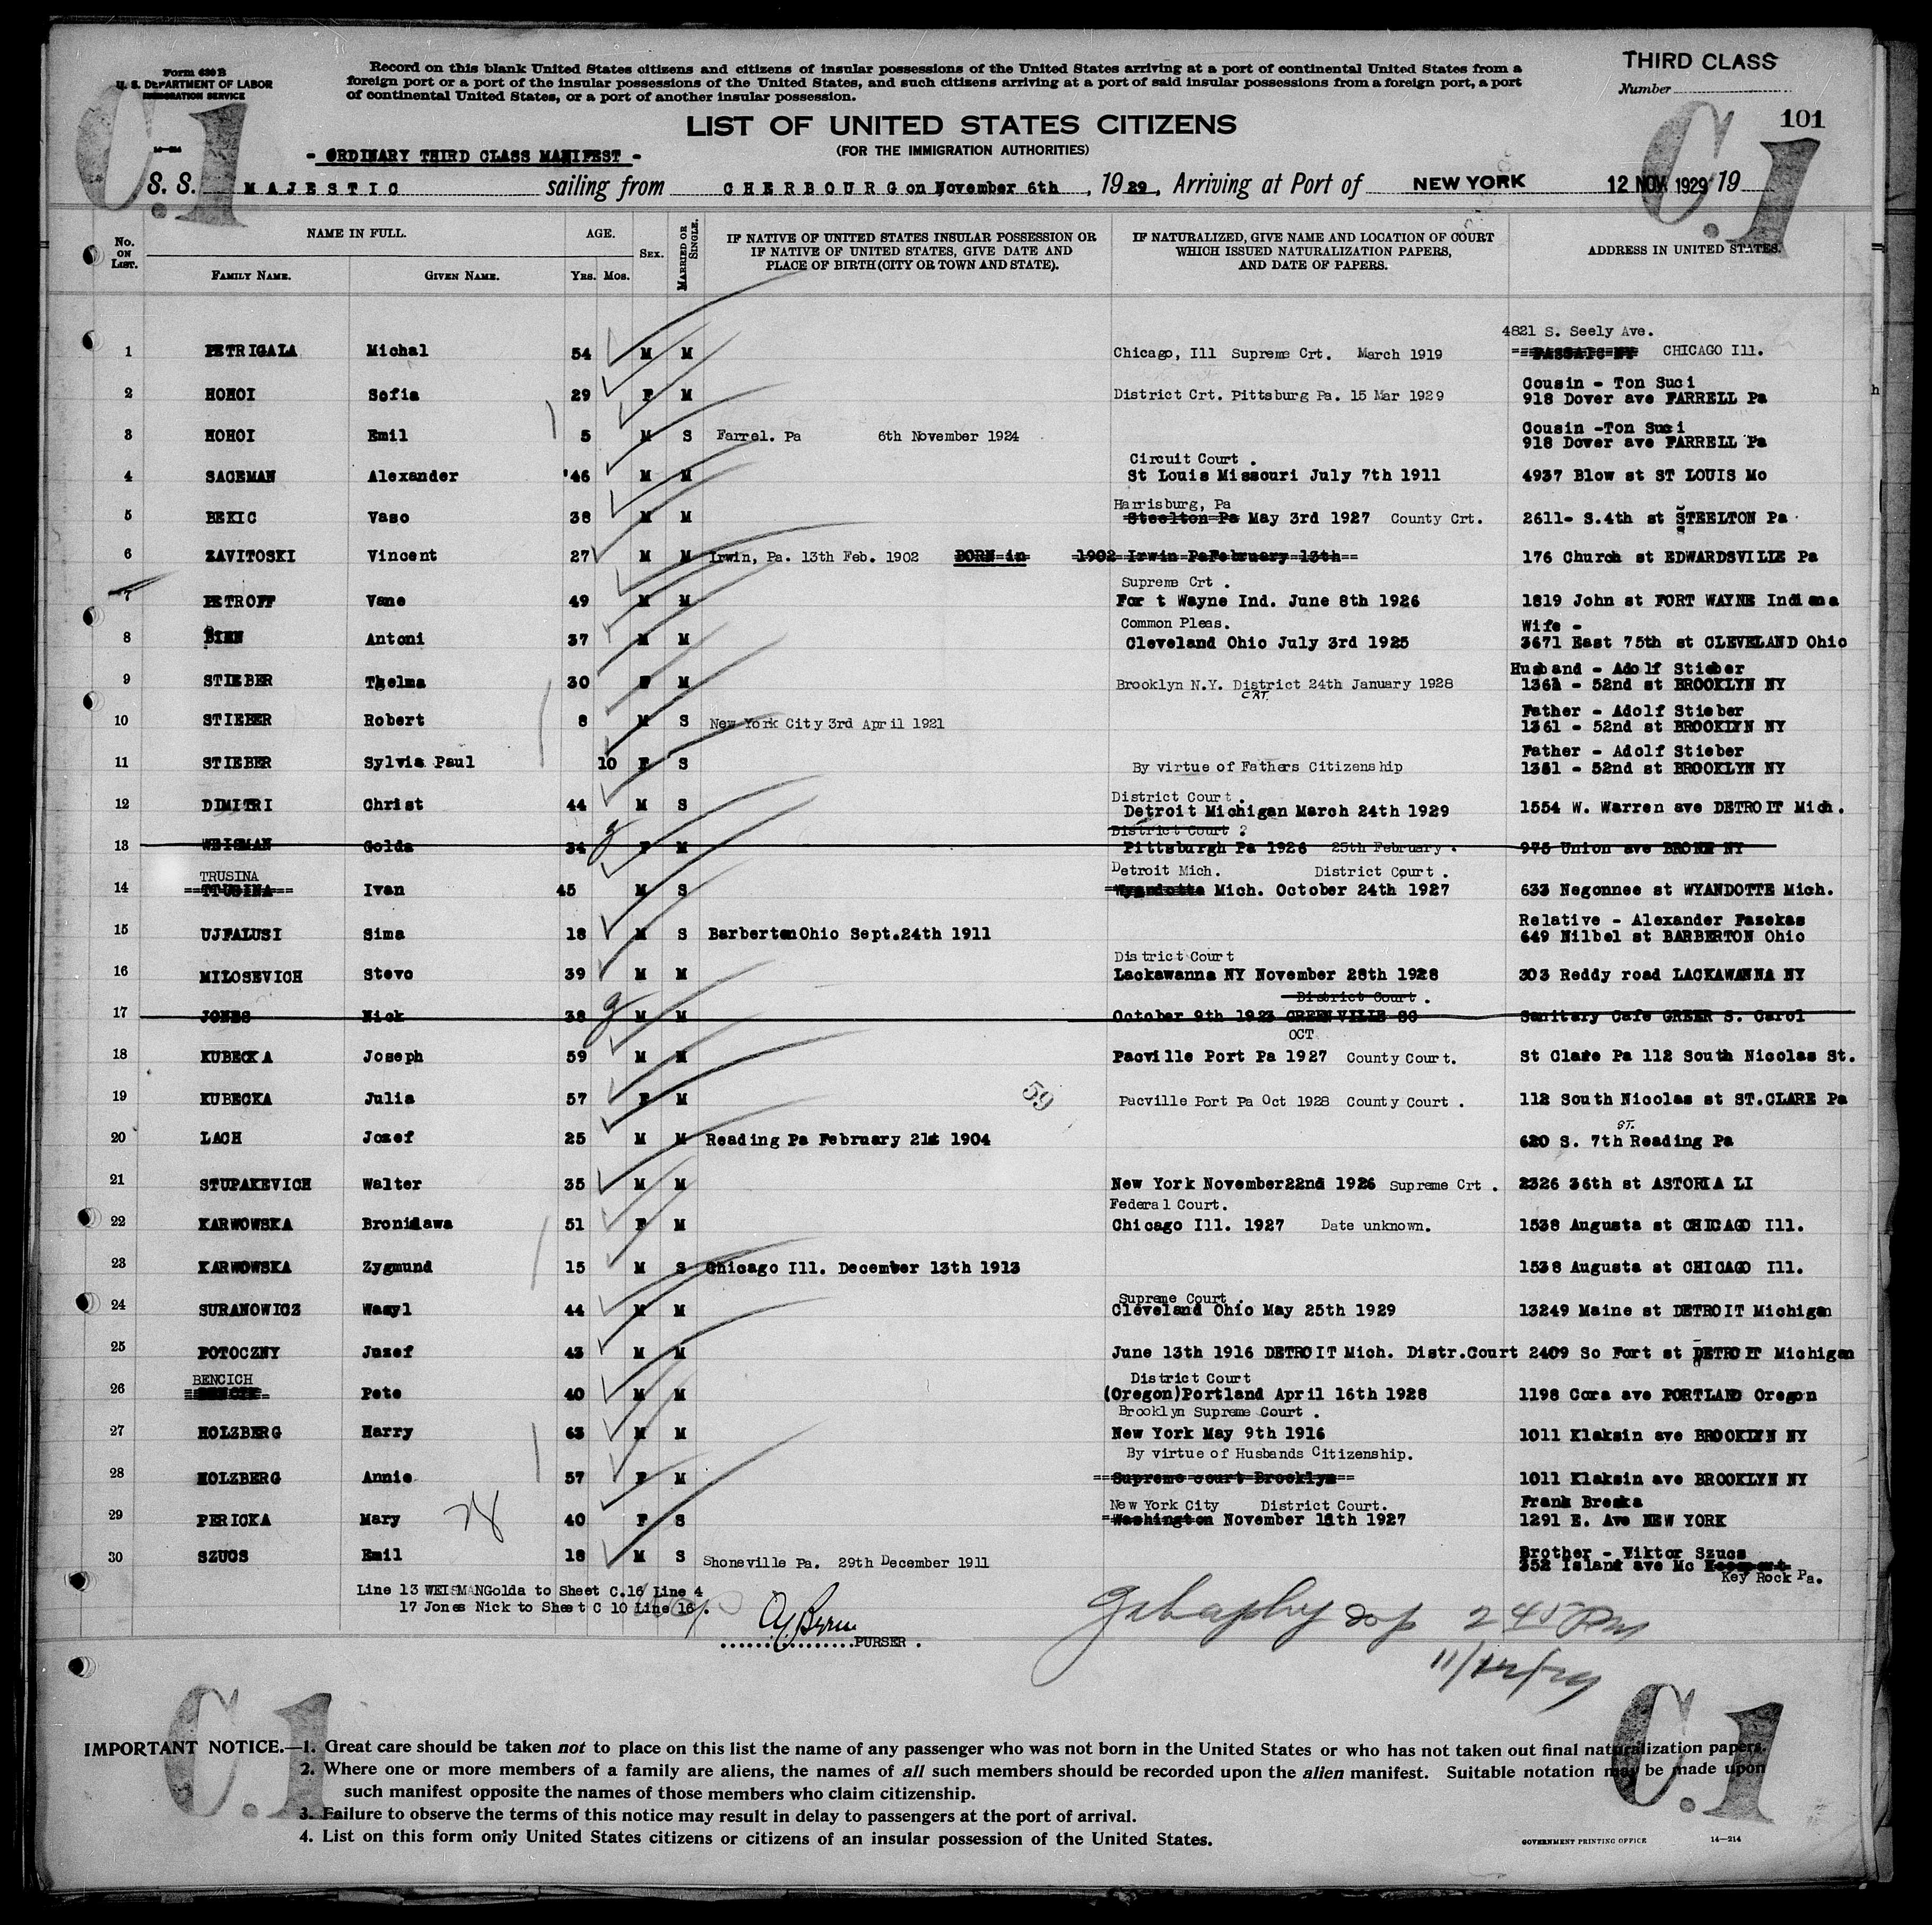 Form 630 B
U. S. DEPARTMENT OF LABOR
IMMIGRATION SERVICE
14—214
Record on this blank United States citizens and citizens of insular possessions of the United States arriving at a port of continental United States from a
foreign port or a port of the insular possessions of the United States, and such citizens arriving at a port of said insular possessions from a foreign port, a port
of continental United States, or a port of another insular possession.
THIRD CLASS
Number
101
C.1
C.1
LIST OF UNITED STATES CITIZENS
(FOR THE IMMIGRATION AUTHORITIES)
- ORDINARY THIRD CLASS MANIFEST -
S. S. MAJESTIC sailing from CHERBOURG on November 6th, 1929, Arriving at Port of NEW YORK 12 NOV 1929 19
No. ON LIST.
NAME IN FULL.
FAMILY NAME. GIVEN NAME.
AGE.
YRS. MOS.
SEX.
MARRIED OR SINGLE.
IF NATIVE OF UNITED STATES INSULAR POSSESSION OR
IF NATIVE OF UNITED STATES, GIVE DATE AND
PLACE OF BIRTH (CITY OR TOWN AND STATE).
IF NATURALIZED, GIVE NAME AND LOCATION OF COURT
WHICH ISSUED NATURALIZATION PAPERS,
AND DATE OF PAPERS.
ADDRESS IN UNITED STATES.
4821 S. Seely Ave.
1 PETRIGALA Michal 54 M M Chicago, Ill Supreme Crt. March 1919 PASSAIC NY CHICAGO Ill.
Cousin - Ton Suci
2 HOHOI Sofia 29 F M District Crt. Pittsburg Pa. 15 Mar 1929 918 Dover ave FARRELL Pa
Cousin -Ton Suci
3 HOHOI Emil 5 M S Farrel. Pa 6th November 1924 918 Dover ave FARRELL Pa
Circuit Court .
4 SAGEMAN Alexander '46 M M St Louis Missouri July 7th 1911 4937 Blow st ST LOUIS Mo
Harrisburg, Pa
5 BEKIC Vaso 38 M M Steelton Pa May 3rd 1927 County Crt. 2611- S.4th st STEELTON Pa
6 ZAVITOSKI Vincent 27 M M Irwin, Pa. 13th Feb. 1902 BORN in 1902 Irwin PaFebruary 13th 176 Church st EDWARDSVILLE Pa
Supreme Crt .
7 PETROFF Vane 49 M M For t Wayne Ind. June 8th 1926 1819 John st FORT WAYNE Indiana
Common Pleas. Wife -
8 BIEN Antoni 37 M M Cleveland Ohio July 3rd 1925 3671 East 75th st CLEVELAND Ohio
Husband - Adolf Stieber
9 STIEBER Thelma 30 F M Brooklyn N.Y. District 24th January 1928 1361 - 52nd st BROOKLYN NY
CRT.
Father - Adolf Stieber
10 STIEBER Robert 8 M S New York City 3rd April 1921 1361 - 52nd st BROOKLYN NY
Father - Adolf Stieber
11 STIEBER Sylvia Paul 10 F S By virtue of Fathers Citizenship 1361 - 52nd st BROOKLYN NY
District Court .
12 DIMITRI Christ 44 M S Detroit Michigan March 24th 1929 1554 W. Warren ave DETROIT Mich.
District Court ?
13 WEISMAN Golda 34 F M Pittsburgh Pa 1926 25th February . 975 Union ave BRONX NY
TRUSINA Detroit Mich. District Court .
14 TTUSINA Ivan 45 M S Wyandotte Mich. October 24th 1927 633 Negonnee st WYANDOTTE Mich.
Relative - Alexander Fazekas
15 UJFALUSI Sima 18 M S BarbertonOhio Sept.24th 1911 649 Nilbel st BARBERTON Ohio
District Court
16 MILOSEVICH Stevo 39 M M Lackawanna NY November 28th 1928 303 Reddy road LACKAWANNA NY
District Court .
17 JONES Nick 38 M M October 9th 1923 GREENVILLE SC Sanitary Cafe GREER S. Carol
OCT
18 KUBECKA Joseph 59 M M Pacville Port Pa 1927 County Court. St Clare Pa 112 South Nicolas St.
59
19 KUBECKA Julia 57 F M Pacville Port Pa Oct 1928 County Court . 112 South Nicolas st ST.CLARE Pa
ST.
20 LACH Jozef 25 M M Reading Pa February 21st 1904 620 S. 7th Reading Pa
21 STUPAKEVICH Walter 35 M M New York November22nd 1926 Supreme Crt . 2326 36th st ASTORIA LI
Federal Court.
22 KARWOWSKA Bronislawa 51 F M Chicago Ill. 1927 Date unknown. 1538 Augusta st CHICAGO Ill.
23 KARWOWSKA Zygmund 15 M S Chicago Ill. December 13th 1913 1538 Augusta st CHICAGO Ill.
Supreme Court .
24 SURANOWICZ Wasyl 44 M M Cleveland Ohio May 25th 1929 13249 Maine st DETROIT Michigan
25 POTOCZNY Jozef 43 M M June 13th 1916 DETROIT Mich. Distr.Court 2409 So Fort st DETROIT Michigan
BENCICH District Court
26 Pete 40 M M (Oregon)Portland April 16th 1928 1198 Cora ave PORTLAND Oregon
Brooklyn Supreme Court .
27 HOLZBERG Harry 63 M M New York May 9th 1916 1011 Klaksin ave BROOKLYN NY
By virtue of Husbands Citizenship.
28 HOLZBERG Annie 57 F M Supreme court Brooklyn 1011 Klaksin ave BROOKLYN NY
New York City District Court. Frank Breska
29 PERICKA Mary 40 F S Washington November 18th 1927 1291 E. Ave NEW YORK
Brother - Viktor Szucs
30 SZUCS Emil 18 M S Shoneville Pa. 29th December 1911 352 Island ave Mc
Key Rock Pa.
Line 13 WEISMANGolda to Sheet C.16 Line 4
17 Jones Nick to Sheet C 10 Line 16 .
PURSER .
2 45 Pm
11/12/29
C.1
C.1
IMPORTANT NOTICE.—1. Great care should be taken not to place on this list the name of any passenger who was not born in the United States or who has not taken out final naturalization papers.
2. Where one or more members of a family are aliens, the names of all such members should be recorded upon the alien manifest. Suitable notation may be made upon
such manifest opposite the names of those members who claim citizenship.
3. Failure to observe the terms of this notice may result in delay to passengers at the port of arrival.
4. List on this form only United States citizens or citizens of an insular possession of the United States.
GOVERNMENT PRINTING OFFICE 14—214